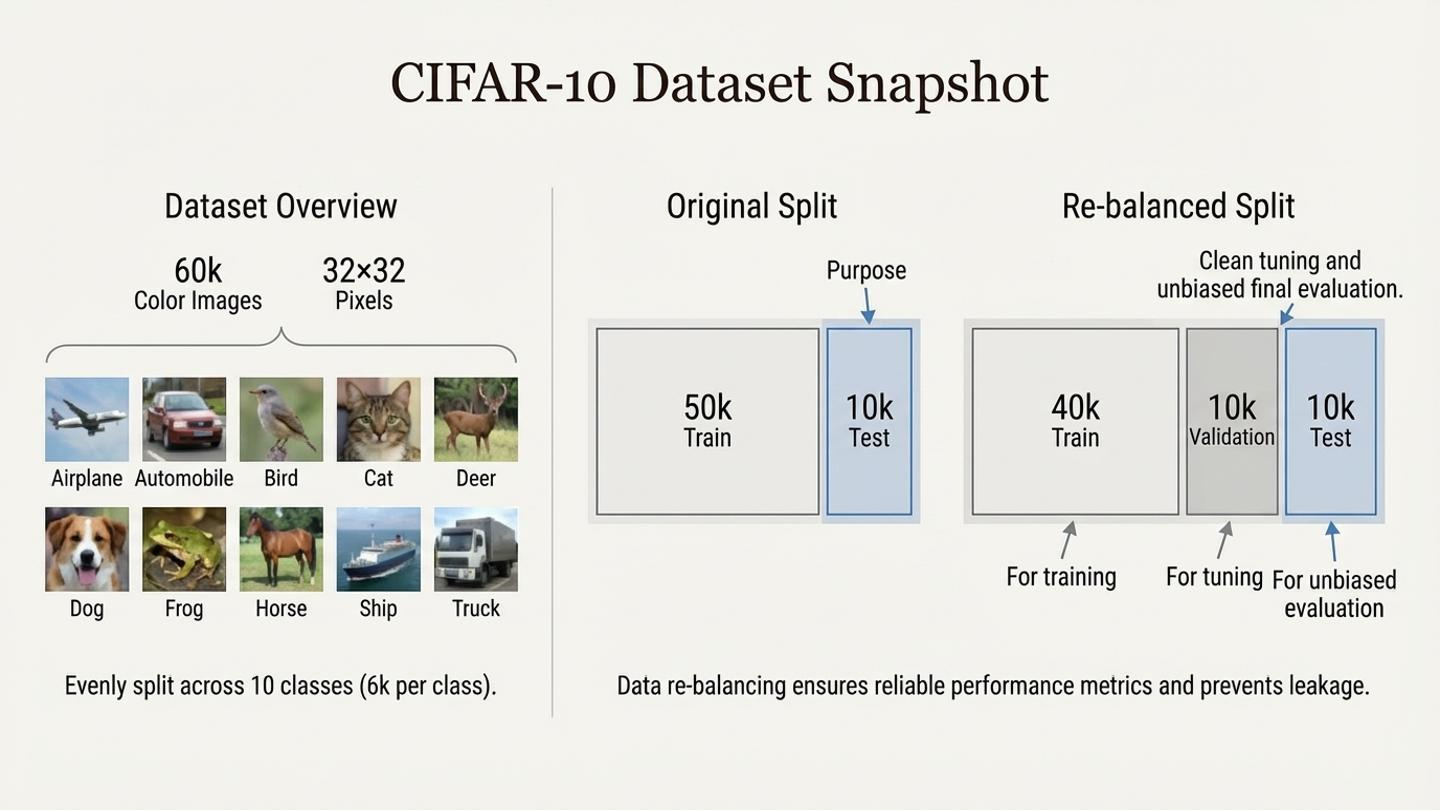 CIFAR-10 Dataset Snapshot
Dataset Overview
60k
Color Images
32×32
Pixels
Airplane
Automobile
Bird
Cat
Deer
Dog
Frog
Horse
Ship
Truck
Evenly split across 10 classes (6k per class).
Original Split
Purpose
50k
Train
10k
Test
Re-balanced Split
Clean tuning and
unbiased final evaluation.
40k
Train
10k
Validation
10k
Test
For training
For tuning
For unbiased
evaluation
Data re-balancing ensures reliable performance metrics and prevents leakage.